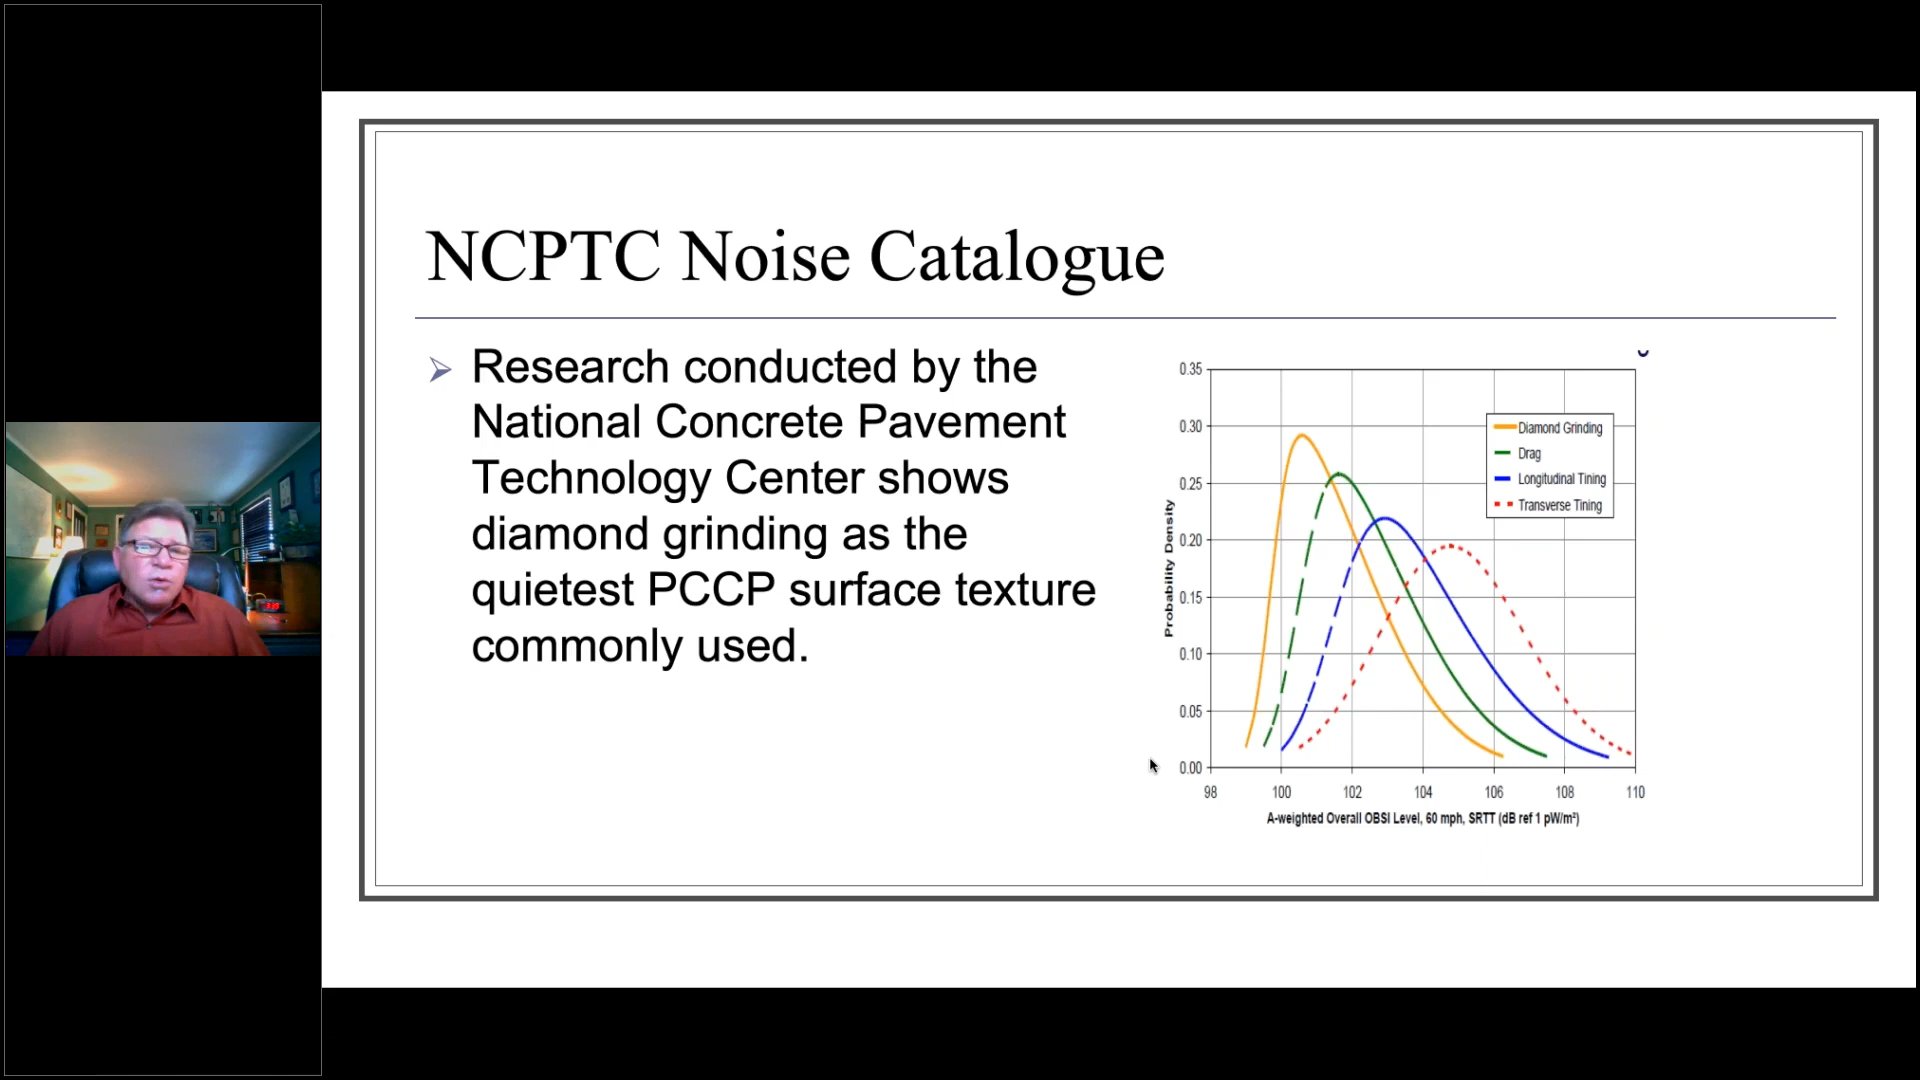 NCPTC Noise Catalogue
Research conducted by the
National Concrete Pavement
Technology Center shows
diamond grinding as the
quietest PCCP surface texture
commonly used.
0.35
0.30
0.25
0.20
0.15
0.10
0.05
0.00
Probability Density
Diamond Grinding
Drag
Longitudinal Tining
Transverse Tining
98 100 102 104 106 108 110
A-weighted Overall OBSI Level, 60 mph, SRTT (dB ref 1 pW/m²)